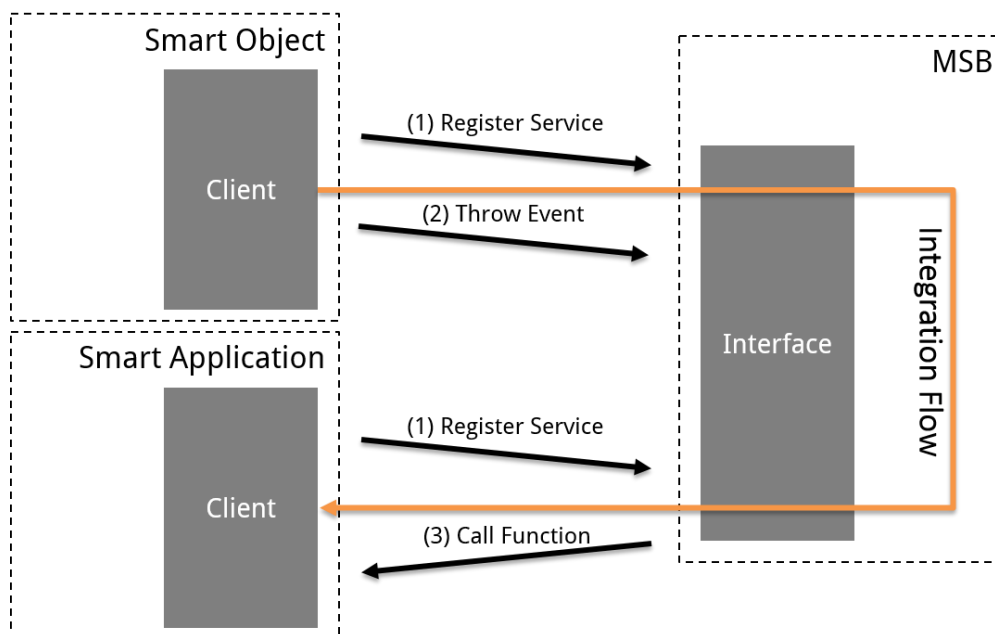 Smart Object
MSB
(1) Register Service
Client
(2) Throw Event
Integration Flow
Interface
Smart Application
(1) Register Service
Client
(3) Call Function